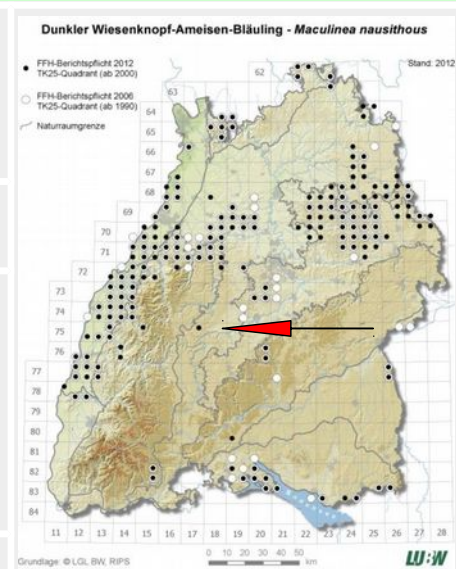 Dunkler Wiesenknopf-Ameisen-Bläuling - Maculinea nausithous
FFH-Berichtspflicht 2012
TK25-Quadrant (ab 2000)
Stand: 2012
FFH-Berichtspflicht 2006
TK25-Quadrant (ab 1990)
Naturraumgrenze
62
63
64
65
66
67
68
69
70
71
72
73
74
75
76
77
78
79
80
81
82
83
84
11 12 13 14 15 16 17 18 19 20 21 22 23 24 25 26 27 28
Grundlage: © LGL BW, RIPS
0 10 20 30 40 50
km
LUBW